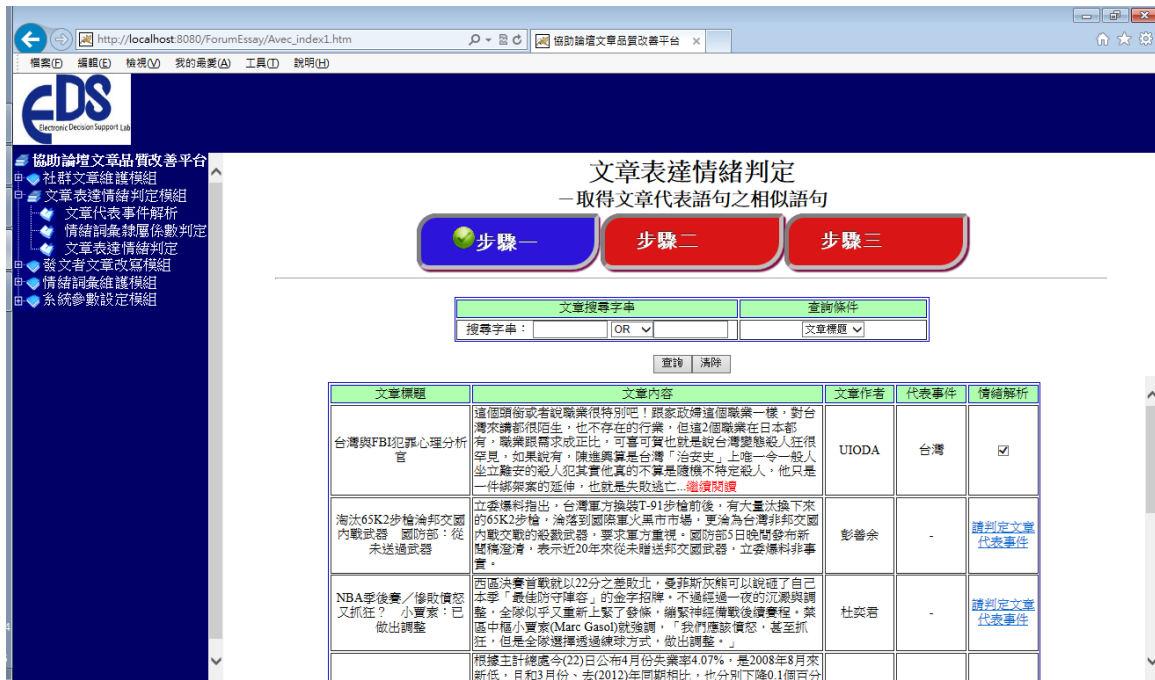 http://localhost:8080/ForumEssay/Avec_index1.htm
協助論壇文章品質改善平台
檔案(F) 編輯(E) 檢視(V) 我的最愛(A) 工具(T) 說明(H)
EDS
Electronic Decision Support Lab
協助論壇文章品質改善平台
社群文章維護模組
文章表達情緒判定模組
文章代表事件解析
情緒詞彙隸屬係數判定
文章表達情緒判定
發文者文章改寫模組
情緒詞彙維護模組
系統參數設定模組
文章表達情緒判定
－取得文章代表語句之相似語句
步驟一 步驟二 步驟三
文章搜尋字串 查詢條件
搜尋字串： OR 文章標題
查詢 清除
文章標題 文章內容 文章作者 代表事件 情緒解析
台灣與FBI犯罪心理分析
官
這個頭銜或者說職業很特別吧！跟家政婦這個職業一樣，對台
灣來講都很陌生，也不存在的行業，但這2個職業在日本都
有，職業跟需求成正比，可喜可賀也就是說台灣變態殺人狂很
罕見，如果說有，陳進興算是台灣「治安史」上唯一令一般人
坐立難安的殺人犯其實他真的不算是隨機不特定殺人，他只是
一件綁架案的延伸，也就是失敗逃亡...繼續閱讀
UIODA
台灣
淘汰65K2步槍淪邦交國
內戰武器 國防部：從
未送過武器
立委爆料指出，台灣軍方換裝T-91步槍前後，有大量汰換下來
的65K2步槍，淪落到國際軍火黑市市場，更淪為台灣非邦交國
內戰交戰的殺戮武器，要求軍方重視。國防部5日晚間發布新
聞稿澄清，表示近20年來從未贈送邦交國武器，立委爆料非事
實。
彭善余
-
請判定文章
代表事件
NBA季後賽／慘敗憤怒
又抓狂？ 小賈索：已
做出調整
西區決賽首戰就以22分之差敗北，曼菲斯灰熊可以說砸了自己
本季「最佳防守陣容」的金字招牌。不過經過一夜的沉澱與調
整，全隊似乎又重新上緊了發條，繃緊神經備戰後續賽程。禁
區中樞小賈索(Marc Gasol)就強調，「我們應該憤怒，甚至抓
狂，但是全隊選擇透過練球方式，做出調整。」
杜奕君
-
請判定文章
代表事件
根據主計總處今(22)日公布4月份失業率4.07%，是2008年8月來
新低，且和3月份、去(2012)年同期相比，也分別下降0.1個百分